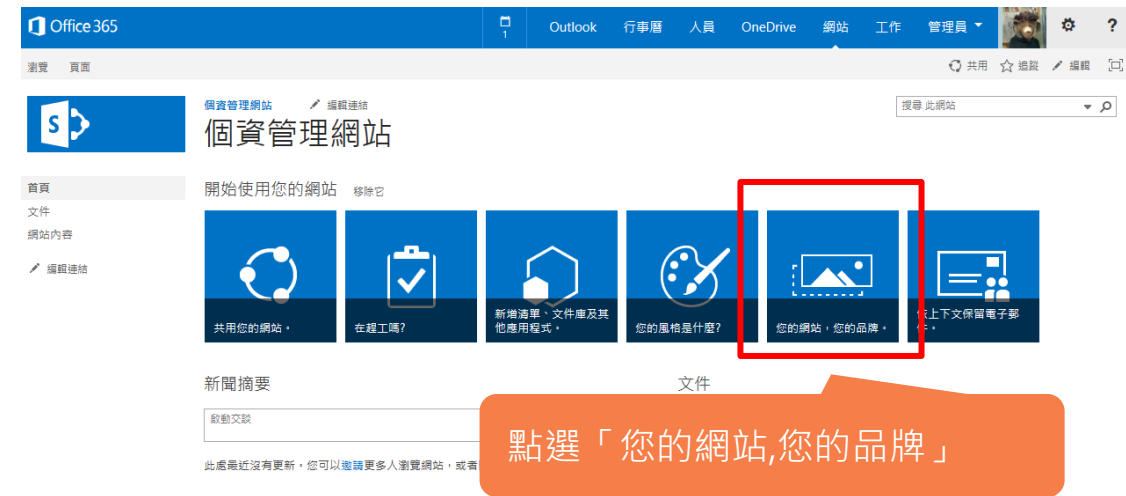 Office 365
1
Outlook 行事曆 人員 OneDrive 網站 工作 管理員
?
瀏覽 頁面
共用 追蹤 編輯
S
個資管理網站 編輯連結
個資管理網站
搜尋 此網站
首頁
文件
網站內容
編輯連結
開始使用您的網站 移除它
共用您的網站。
在趕工嗎?
新增清單、文件庫及其
他應用程式。
您的風格是什麼?
您的網站，您的品牌。
上下文保留電子郵
件。
新聞摘要
文件
啟動交談
此處最近沒有更新。您可以邀請更多人瀏覽網站，或者
點選「您的網站,您的品牌」